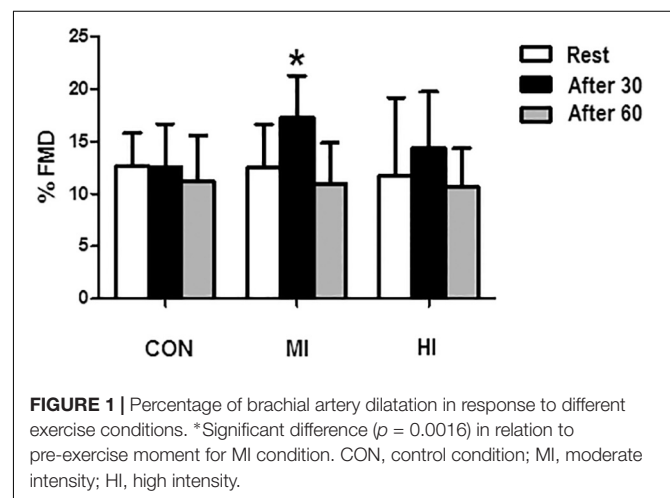 25
20
15
10
5
0
% FMD
*
Rest
After 30
After 60
CON MI HI
FIGURE 1 | Percentage of brachial artery dilatation in response to different
exercise conditions. *Significant difference (p = 0.0016) in relation to
pre-exercise moment for MI condition. CON, control condition; MI, moderate
intensity; HI, high intensity.